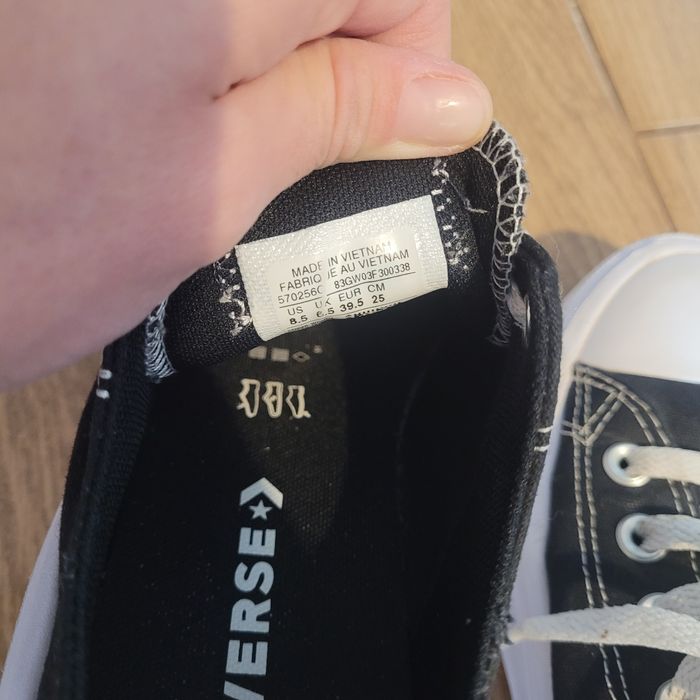 MADE IN VIETNAM
FABRIQUE AU VIETNAM
570256C 83GW03F300338
US UK EUR CM
8.5 6.5 39.5 25
VERSE